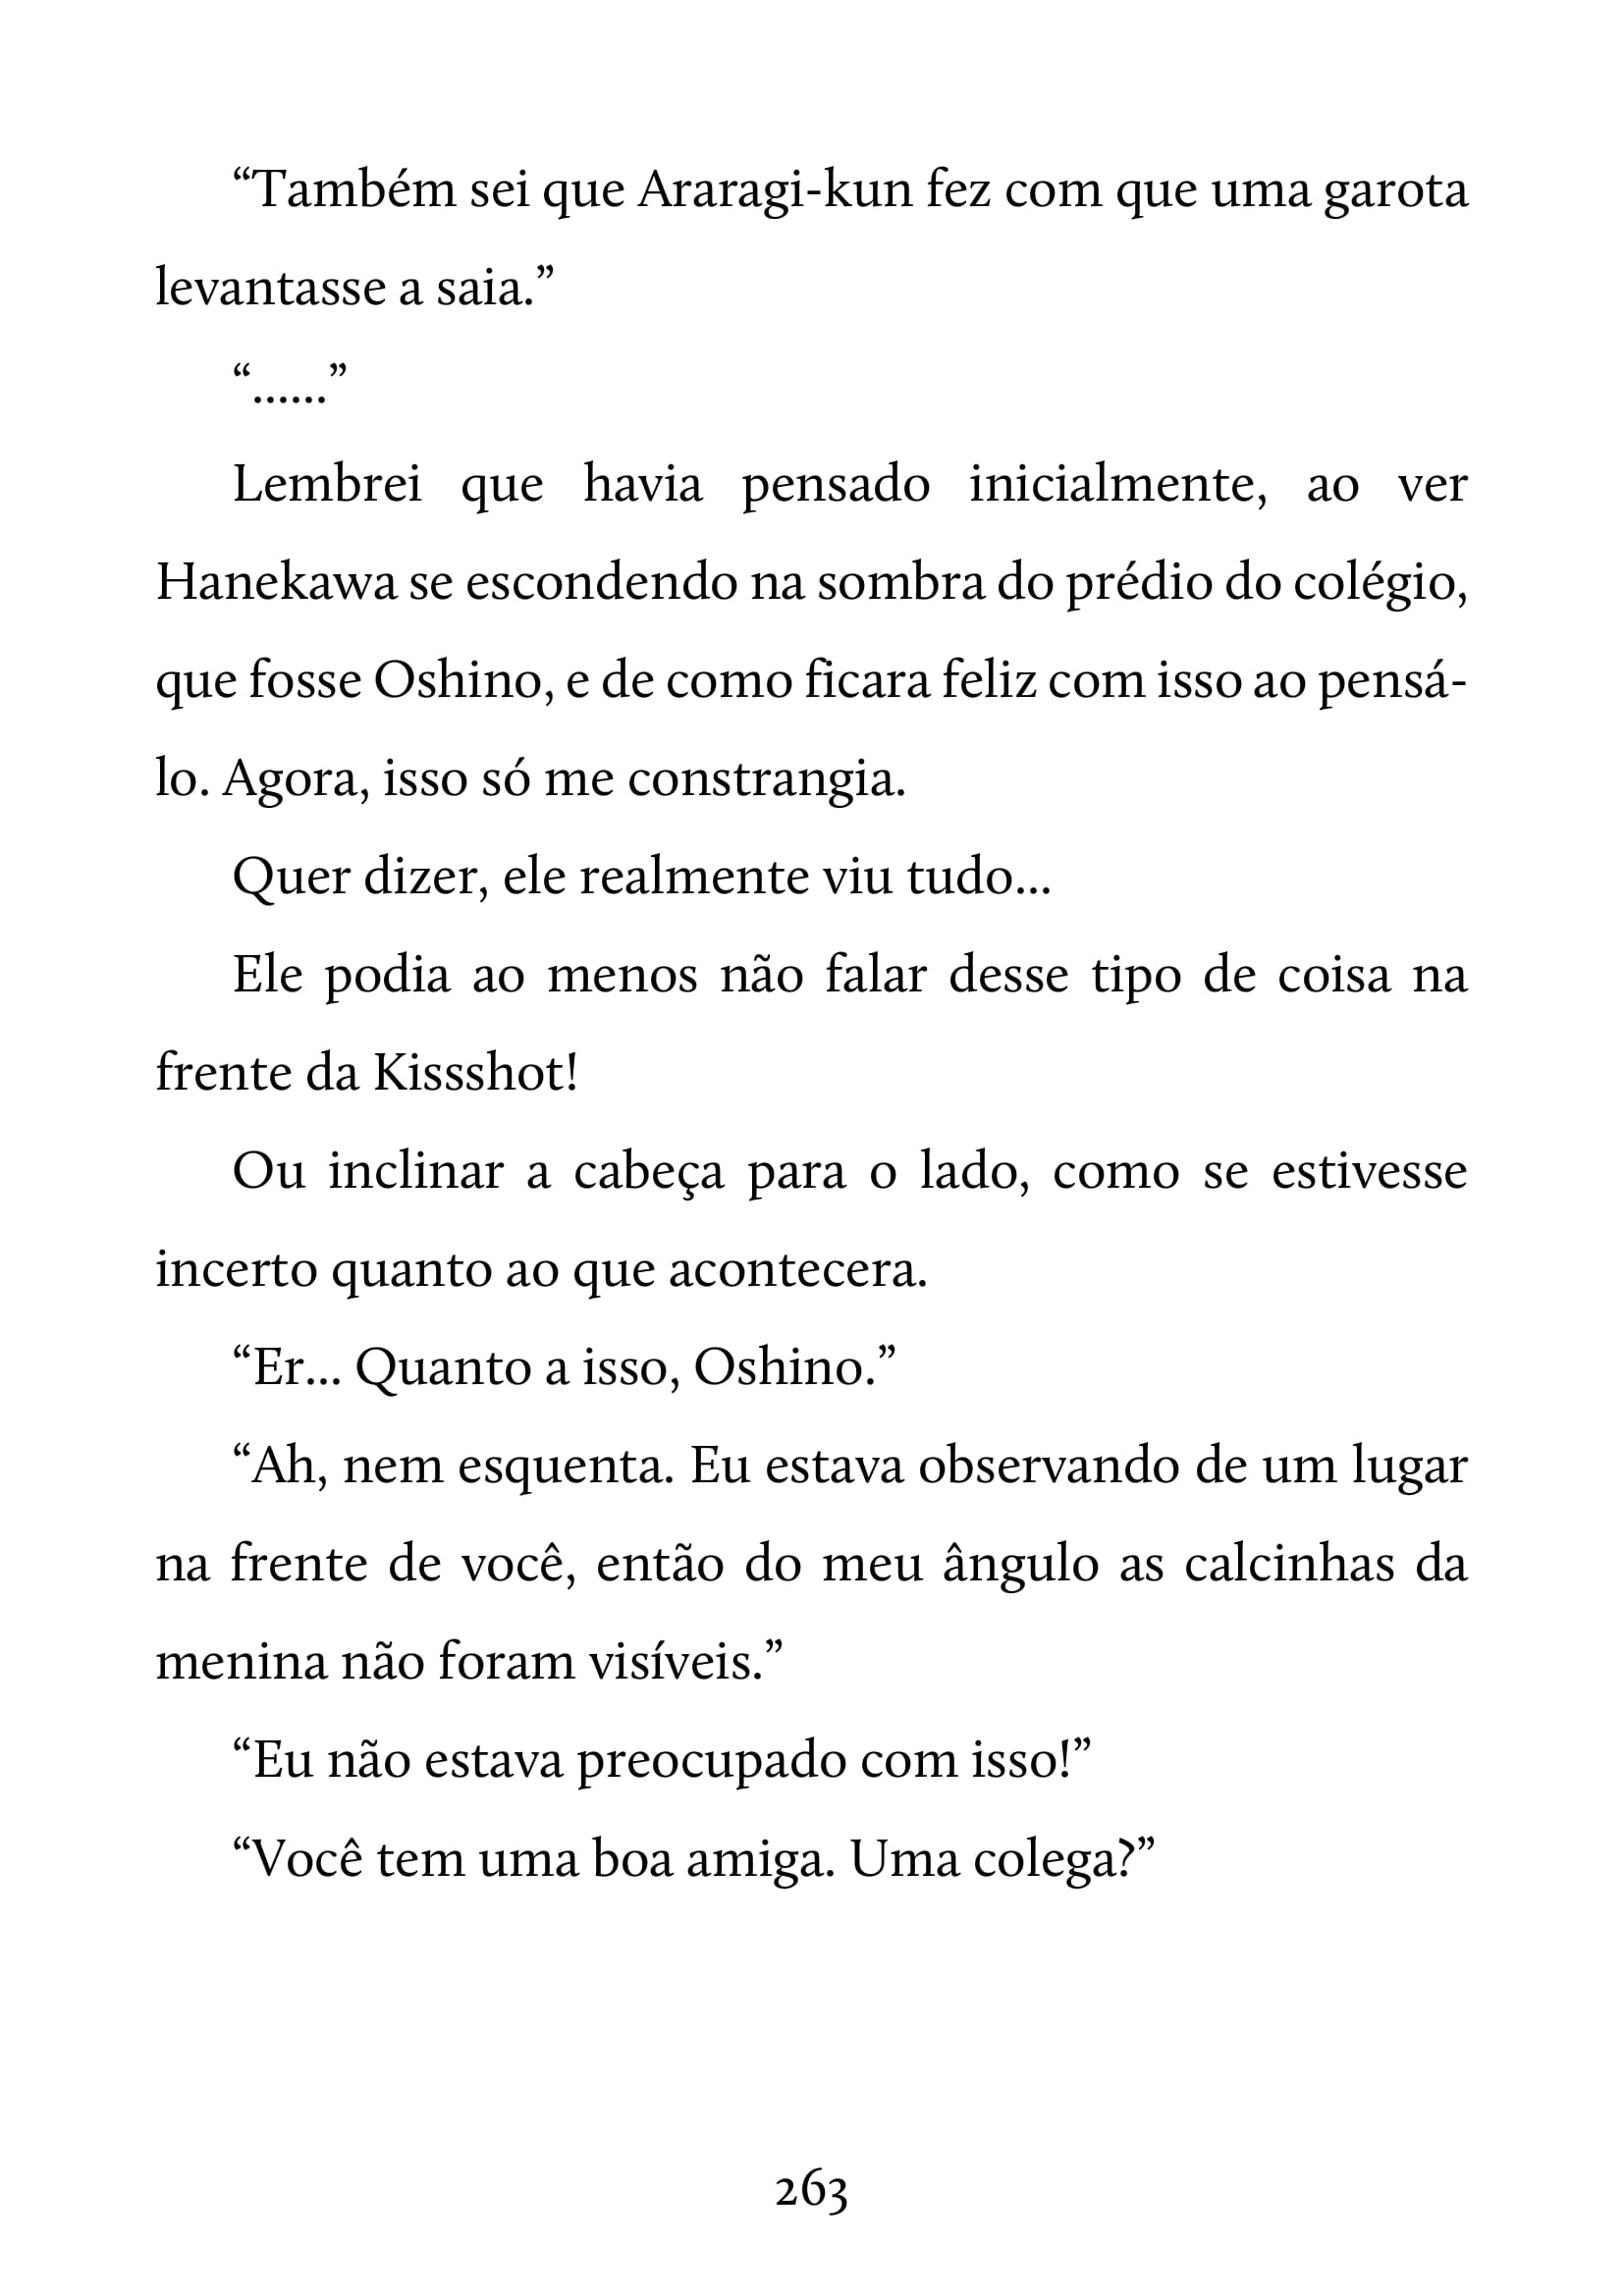 “Também sei que Araragi-kun fez com que uma garota
levantasse a saia.”
“......”
Lembrei que havia pensado inicialmente, ao ver
Hanekawa se escondendo na sombra do prédio do colégio,
que fosse Oshino, e de como ficara feliz com isso ao pensá-
lo. Agora, isso só me constrangia.
Quer dizer, ele realmente viu tudo...
Ele podia ao menos não falar desse tipo de coisa na
frente da Kissshot!
Ou inclinar a cabeça para o lado, como se estivesse
incerto quanto ao que acontecera.
“Er... Quanto a isso, Oshino.”
“Ah, nem esquenta. Eu estava observando de um lugar
na frente de você, então do meu ângulo as calcinhas da
menina não foram visíveis.”
“Eu não estava preocupado com isso!”
“Você tem uma boa amiga. Uma colega?”
263